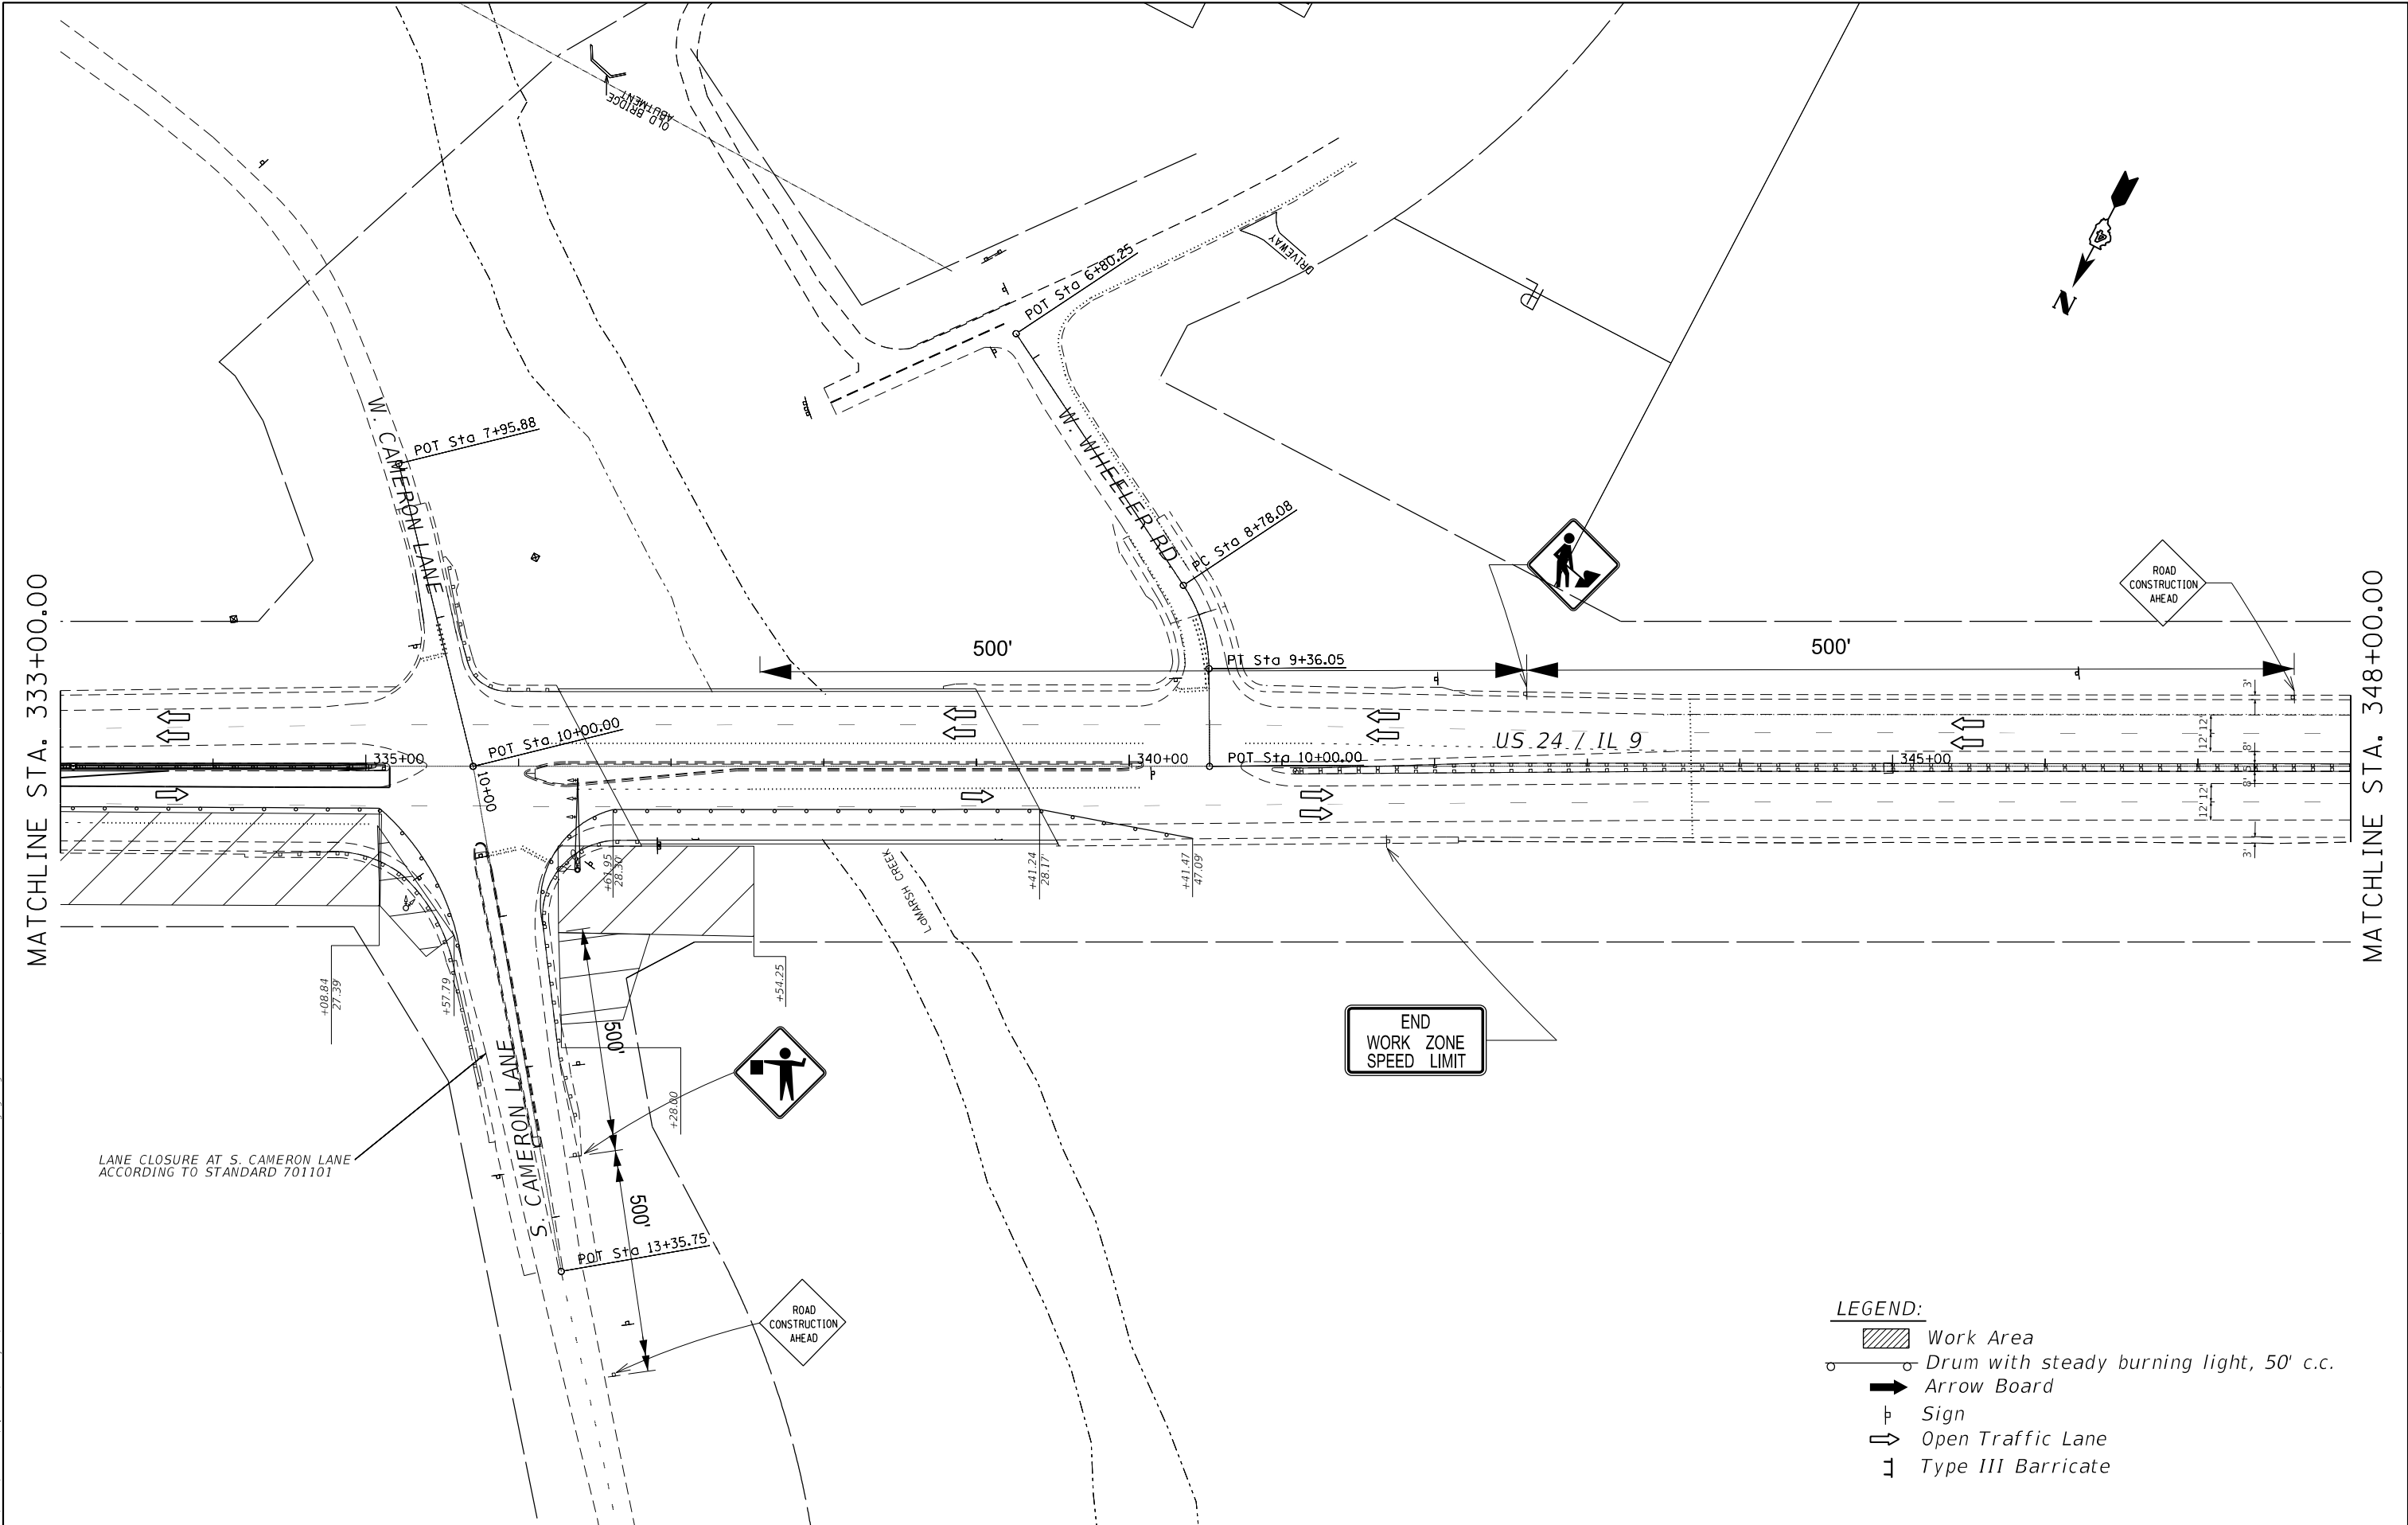 OLD BRIDGE
ABUTMENT
DRIVEWAY
N
POT Sta 6+80.25
W. CAMERON LANE
POT Sta 7+95.88
W. WHEELER RD
PC Sta 8+78.08
ROAD
CONSTRUCTION
AHEAD
MATCHLINE STA. 333+00.00
MATCHLINE STA. 348+00.00
500'
500'
PT Sta 9+36.05
3'
POT Sta 10+00.00
US 24 / IL 9
12' 12'
335+00
340+00
POT Sta 10+00.00
345+00
8'
5'
8'
10+00
12' 12'
3'
+61.95
28.30'
LaMARSH CREEK
+41.24
28.17'
+41.47
47.09'
+08.84
27.39'
+57.79
+54.25
500'
END
WORK ZONE
SPEED LIMIT
+28.00
S. CAMERON LANE
LANE CLOSURE AT S. CAMERON LANE
ACCORDING TO STANDARD 701101
500'
POT Sta 13+35.75
ROAD
CONSTRUCTION
AHEAD
LEGEND:
Work Area
Drum with steady burning light, 50' c.c.
Arrow Board
Sign
Open Traffic Lane
Type III Barricate